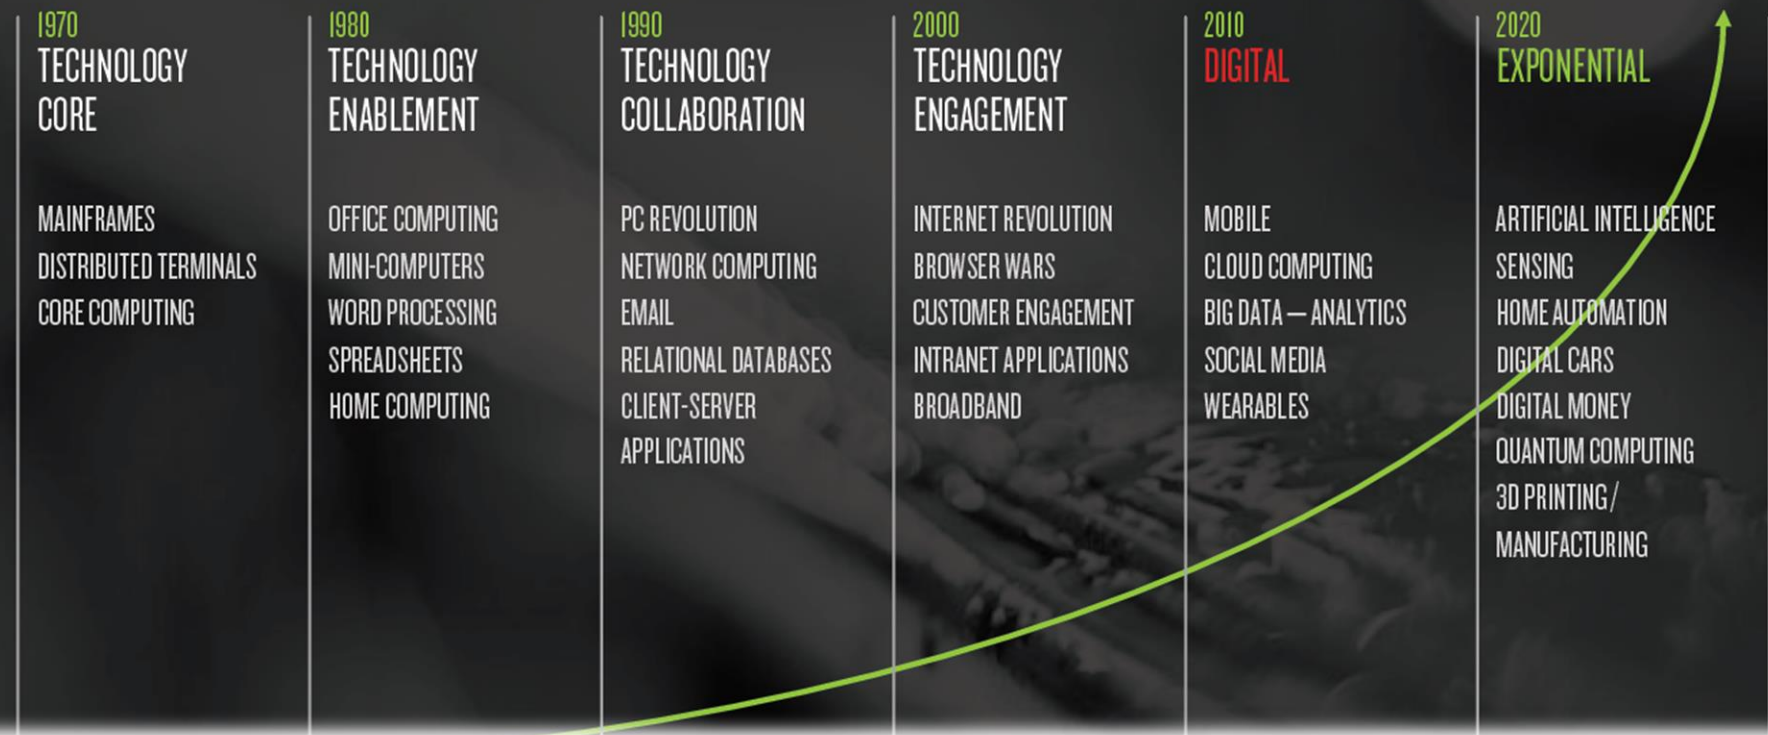 1970
TECHNOLOGY
CORE
MAINFRAMES
DISTRIBUTED TERMINALS
CORE COMPUTING
1980
TECHNOLOGY
ENABLEMENT
OFFICE COMPUTING
MINI-COMPUTERS
WORD PROCESSING
SPREADSHEETS
HOME COMPUTING
1990
TECHNOLOGY
COLLABORATION
PC REVOLUTION
NETWORK COMPUTING
EMAIL
RELATIONAL DATABASES
CLIENT-SERVER
APPLICATIONS
2000
TECHNOLOGY
ENGAGEMENT
INTERNET REVOLUTION
BROWSER WARS
CUSTOMER ENGAGEMENT
INTRANET APPLICATIONS
BROADBAND
2010
DIGITAL
MOBILE
CLOUD COMPUTING
BIG DATA — ANALYTICS
SOCIAL MEDIA
WEARABLES
2020
EXPONENTIAL
ARTIFICIAL INTELLIGENCE
SENSING
HOME AUTOMATION
DIGITAL CARS
DIGITAL MONEY
QUANTUM COMPUTING
3D PRINTING/
MANUFACTURING